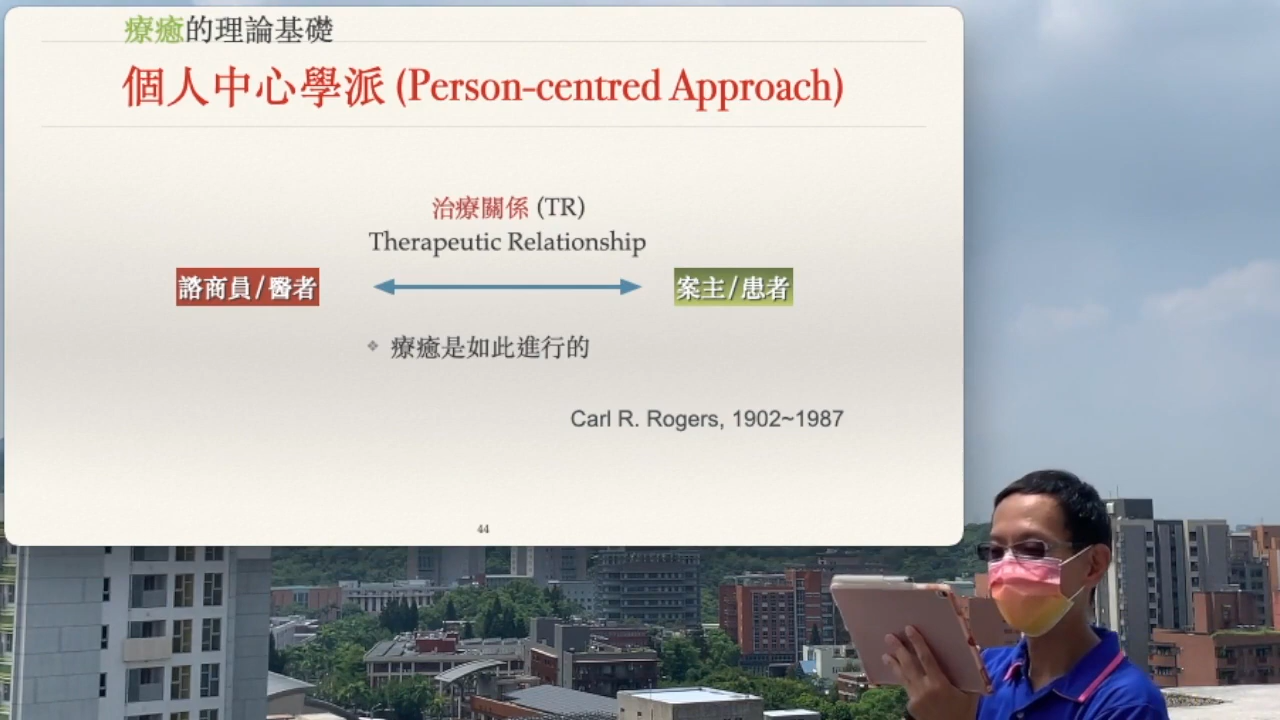 療癒的理論基礎
個人中心學派 (Person-centred Approach)
治療關係 (TR)
Therapeutic Relationship
諮商員/醫者
案主/患者
❖ 療癒是如此進行的
Carl R. Rogers, 1902~1987
44